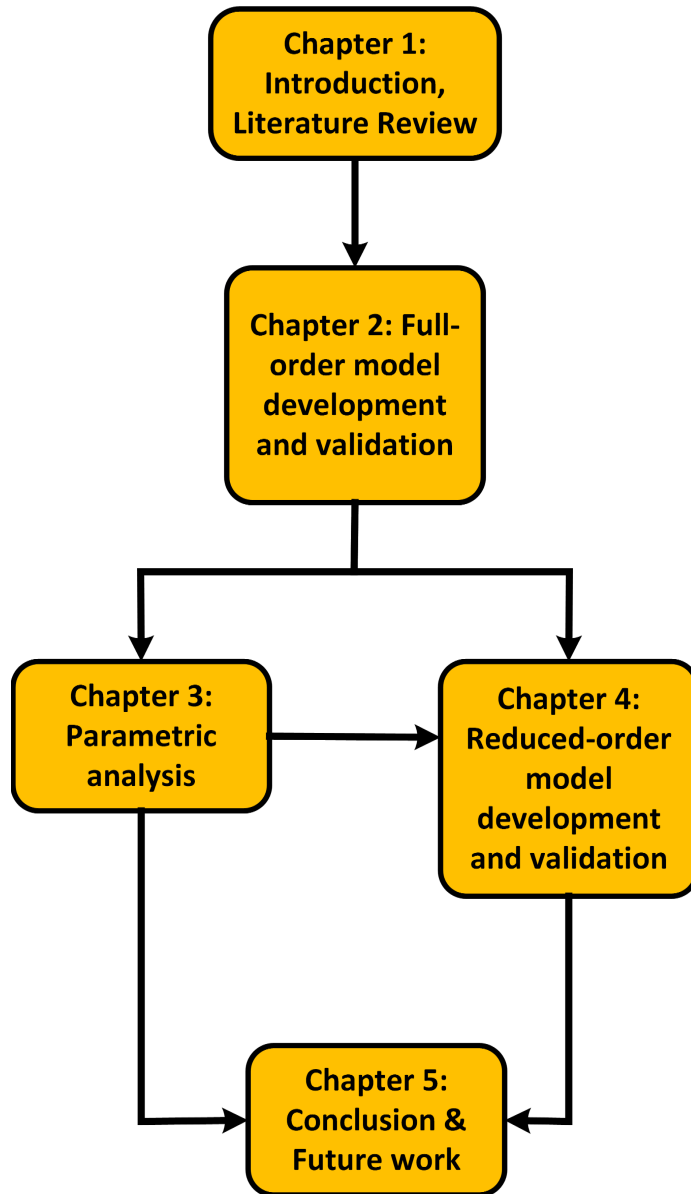 Chapter 1:
Introduction,
Literature Review
Chapter 2: Full-
order model
development
and validation
Chapter 3:
Parametric
analysis
Chapter 4:
Reduced-order
model
development
and validation
Chapter 5:
Conclusion &
Future work